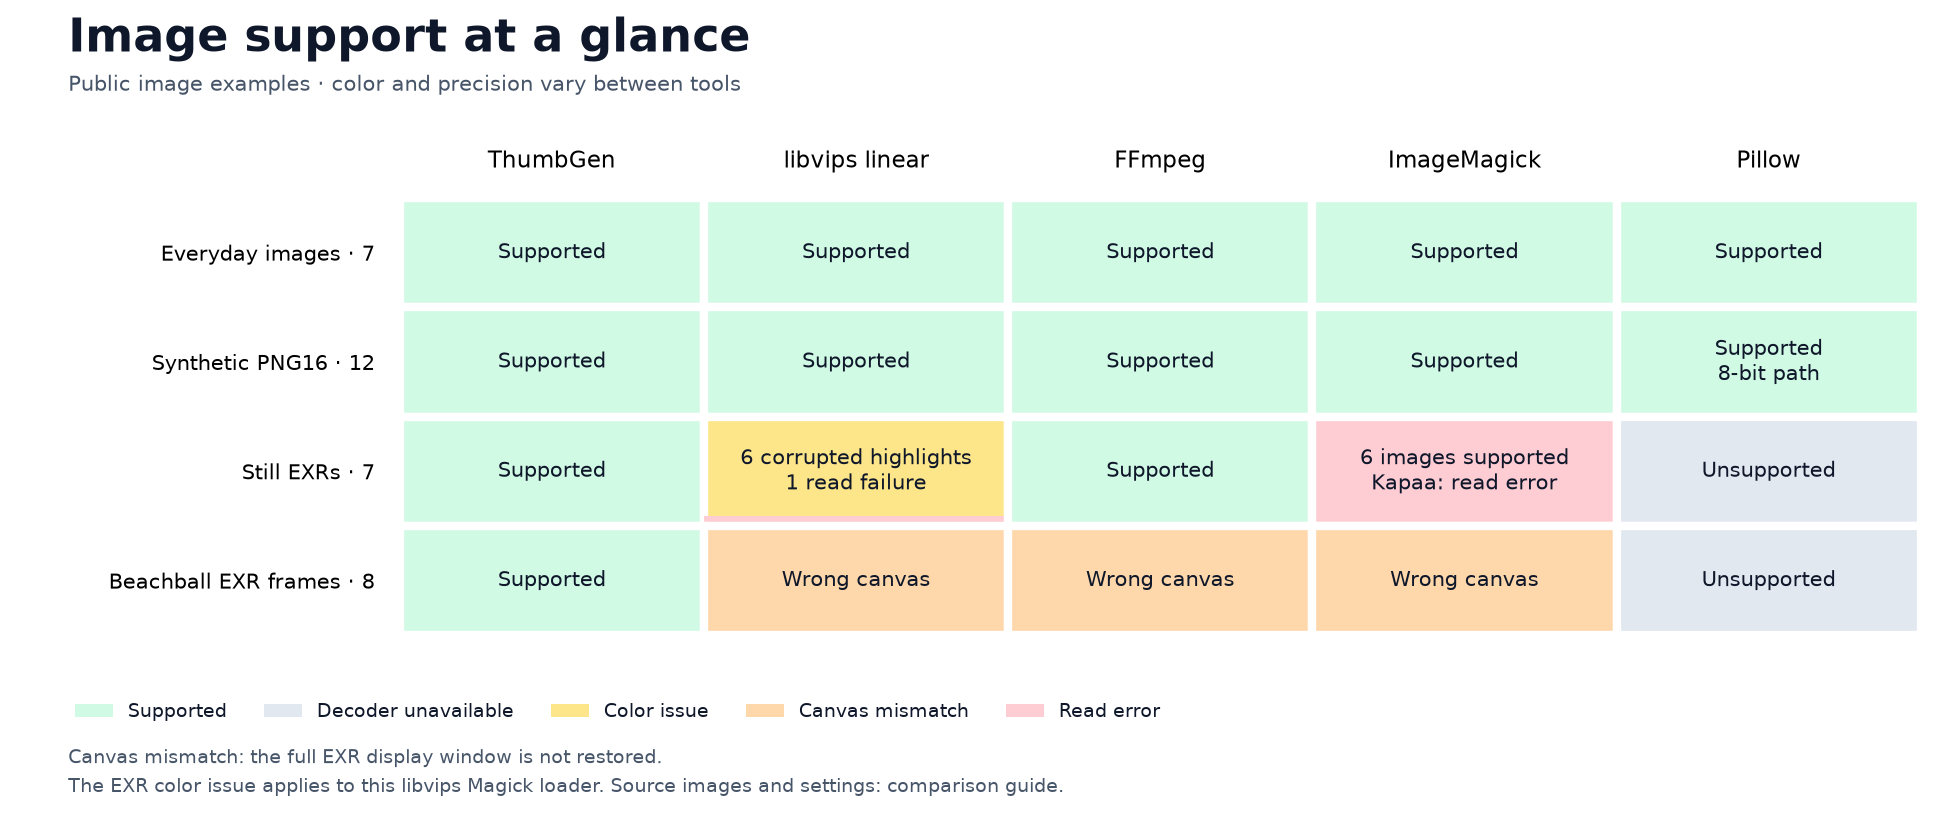 Image support at a glance
Public image examples · color and precision vary between tools
ThumbGen libvips linear FFmpeg ImageMagick Pillow
Everyday images · 7 Supported Supported Supported Supported Supported
Synthetic PNG16 · 12 Supported Supported Supported Supported Supported
8-bit path
Still EXRs · 7 Supported 6 corrupted highlights
1 read failure Supported 6 images supported
Kapaa: read error Unsupported
Beachball EXR frames · 8 Supported Wrong canvas Wrong canvas Wrong canvas Unsupported
Supported Decoder unavailable Color issue Canvas mismatch Read error
Canvas mismatch: the full EXR display window is not restored.
The EXR color issue applies to this libvips Magick loader. Source images and settings: comparison guide.